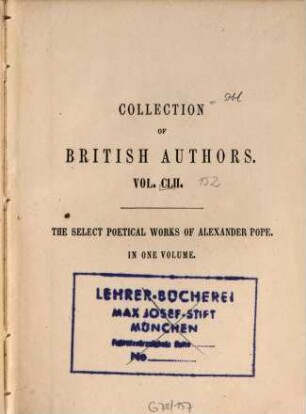 COLLECTION
OF
BRITISH AUTHORS.
VOL. CLII. 152
THE SELECT POETICAL WORKS OF ALEXANDER POPE.
IN ONE VOLUME.
LEHRER-BÜCHEREI
MAX JOSEF-STIFT
MÜNCHEN
No